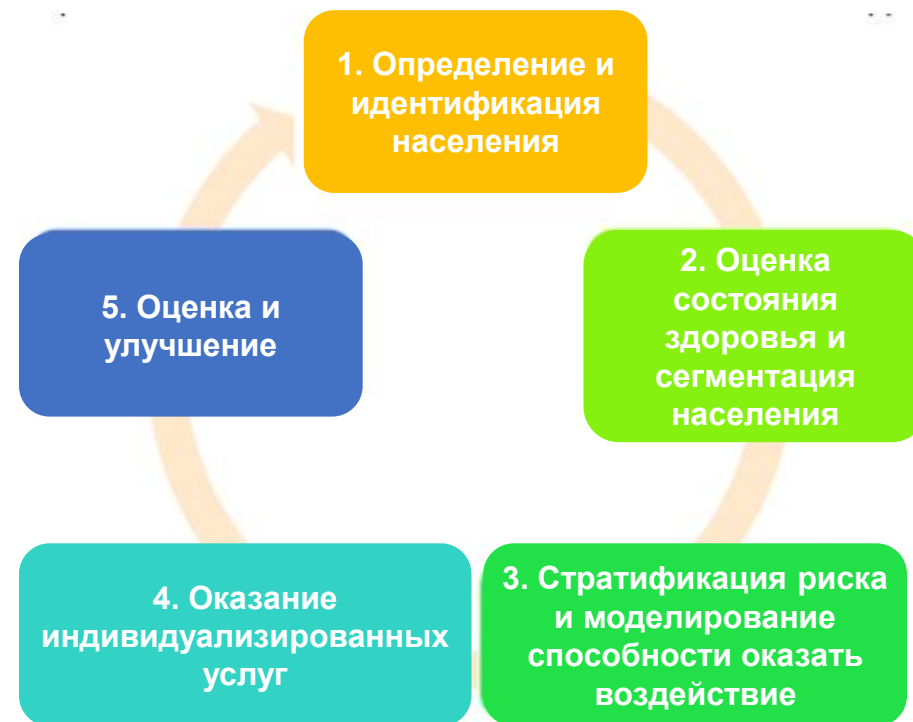 1. Определение и
идентификация
населения
2. Оценка
состояния
здоровья и
сегментация
населения
3. Стратификация риска
и моделирование
способности оказать
воздействие
4. Оказание
индивидуализированных
услуг
5. Оценка и
улучшение